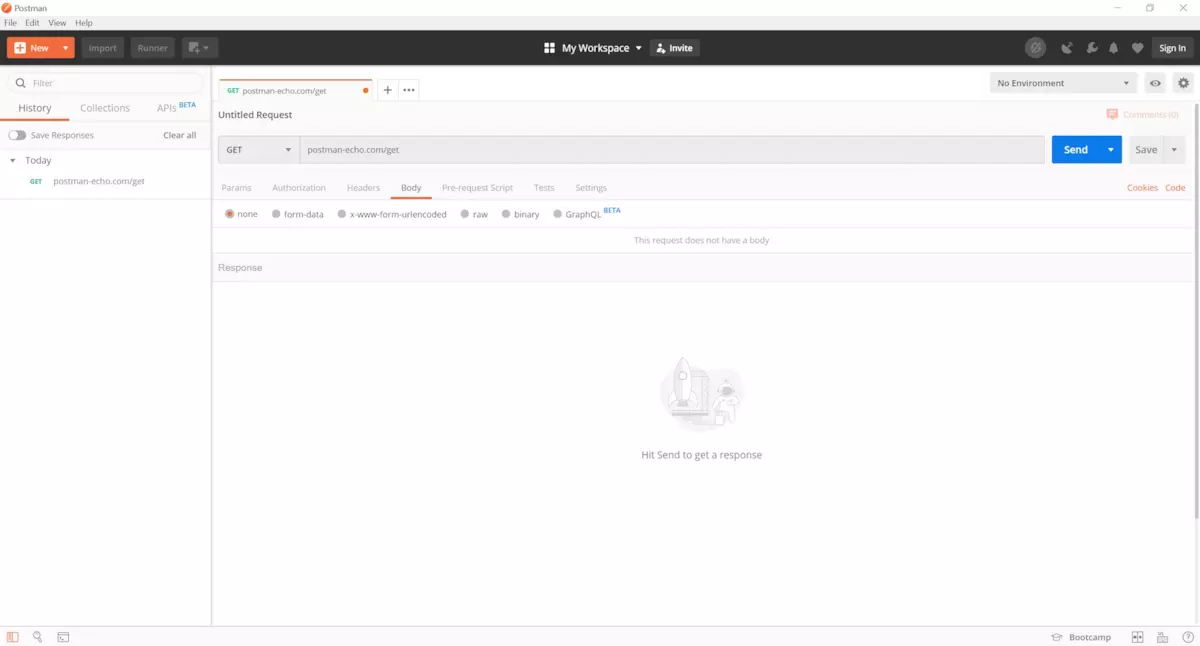 Postman
File Edit View Help
New Import Runner My Workspace Invite Sign In
Filter
History Collections APIs BETA
Save Responses Clear all
Today
GET postman-echo.com/get
GET postman-echo.com/get + ••• No Environment
Untitled Request Comments (0)
GET postman-echo.com/get Send Save
Params Authorization Headers Body Pre-request Script Tests Settings Cookies Code
none form-data x-www-form-urlencoded raw binary GraphQL BETA
This request does not have a body
Response
Hit Send to get a response
Bootcamp